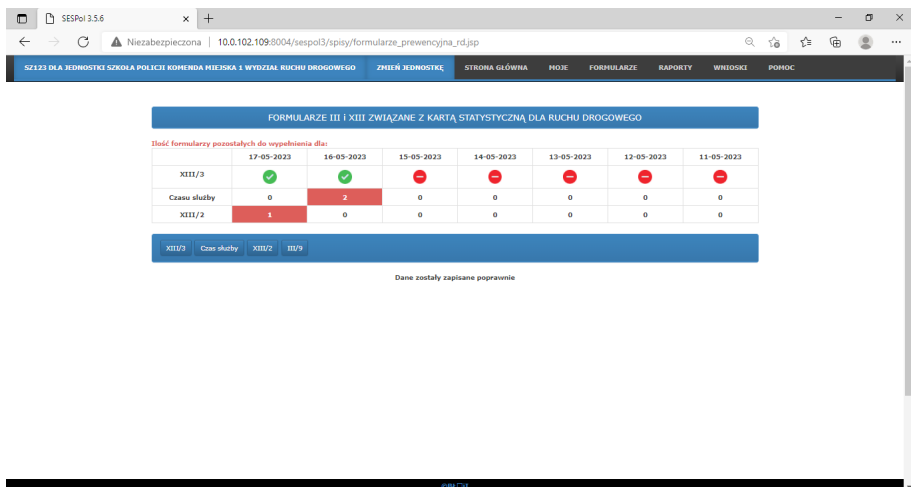 SESPol 3.5.6
Niezabezpieczona | 10.0.102.109:8004/sespol3/spisy/formularze_prewencyjna_rd.jsp
SZ123 DLA JEDNOSTKI SZKOŁA POLICJI KOMENDA MIEJSKA 1 WYDZIAŁ RUCHU DROGOWEGO ZMIEŃ JEDNOSTKĘ STRONA GŁÓWNA MOJE FORMULARZE RAPORTY WNIOSKI POMOC
FORMULARZE III i XIII ZWIĄZANE Z KARTĄ STATYSTYCZNĄ DLA RUCHU DROGOWEGO
Ilość formularzy pozostałych do wypełnienia dla:
17-05-2023 16-05-2023 15-05-2023 14-05-2023 13-05-2023 12-05-2023 11-05-2023
XIII/3
Czasu służby 0 2 0 0 0 0 0
XIII/2 1 0 0 0 0 0 0
XIII/3 Czas służby XIII/2 III/9
Dane zostały zapisane poprawnie